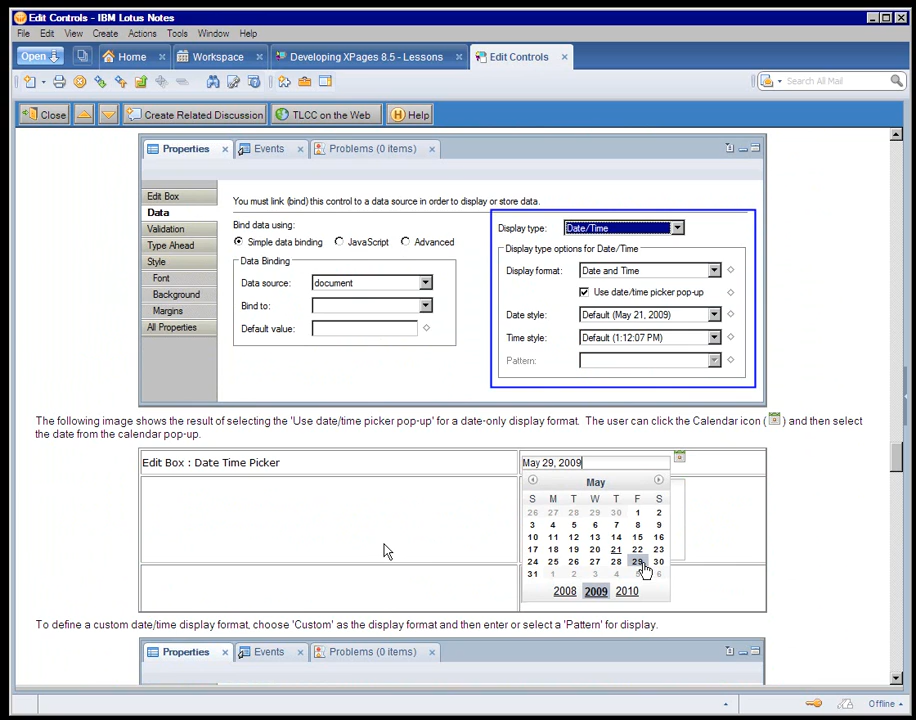 Edit Controls - IBM Lotus Notes
File Edit View Create Actions Tools Window Help
Open Home Workspace Developing XPages 8.5 - Lessons Edit Controls
Search All Mail
Close Create Related Discussion TLCC on the Web Help
Properties Events Problems (0 items)
Edit Box
Data
Validation
Type Ahead
Style
Font
Background
Margins
All Properties
You must link (bind) this control to a data source in order to display or store data.
Bind data using:
Simple data binding JavaScript Advanced
Data Binding
Data source: document
Bind to:
Default value:
Display type: Date/Time
Display type options for Date/Time
Display format: Date and Time
Use date/time picker pop-up
Date style: Default (May 21, 2009)
Time style: Default (1:12:07 PM)
Pattern:
The following image shows the result of selecting the 'Use date/time picker pop-up' for a date-only display format. The user can click the Calendar icon ( ) and then select
the date from the calendar pop-up.
Edit Box : Date Time Picker
May 29, 2009
May
S M T W T F S
26 27 28 29 30 1 2
3 4 5 6 7 8 9
10 11 12 13 14 15 16
17 18 19 20 21 22 23
24 25 26 27 28 29 30
31 1 2 3 4 5 6
2008 2009 2010
To define a custom date/time display format, choose 'Custom' as the display format and then enter or select a 'Pattern' for display.
Properties Events Problems (0 items)
Offline